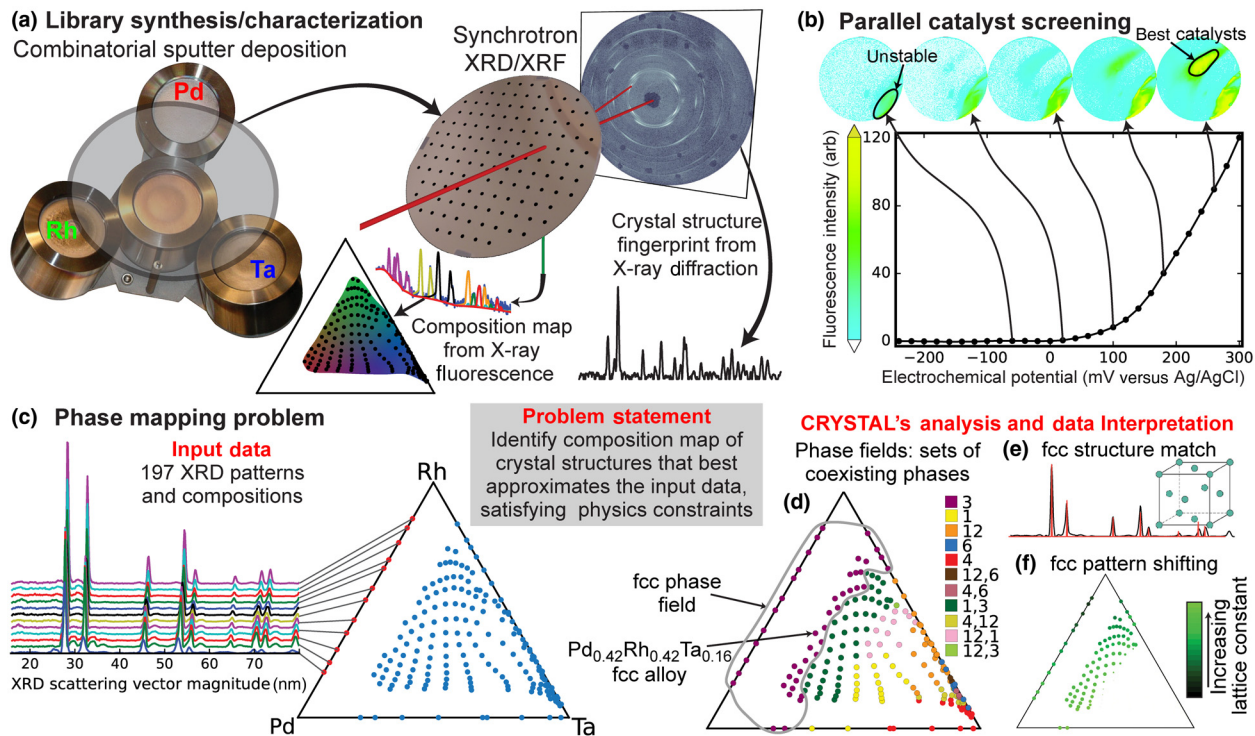 (a) Library synthesis/characterization
Combinatorial sputter deposition
Pd
Rh
Ta
Synchrotron
XRD/XRF
Composition map
from X-ray
fluorescence
Crystal structure
fingerprint from
X-ray diffraction
(b) Parallel catalyst screening
Unstable
Best catalysts
Fluorescence intensity (arb)
120
80
40
0
−200 −100 0 100 200 300
Electrochemical potential (mV versus Ag/AgCl)
(c) Phase mapping problem
Input data
197 XRD patterns
and compositions
20 30 40 50 60 70
XRD scattering vector magnitude (nm)
Rh
Pd
Ta
Problem statement
Identify composition map of
crystal structures that best
approximates the input data,
satisfying physics constraints
CRYSTAL's analysis and data Interpretation
Phase fields: sets of
coexisting phases
(d)
3
1
12
6
4
12,6
4,6
1,3
4,12
12,1
12,3
fcc phase
field
Pd0.42Rh0.42Ta0.16
fcc alloy
(e) fcc structure match
(f) fcc pattern shifting
Increasing
lattice constant